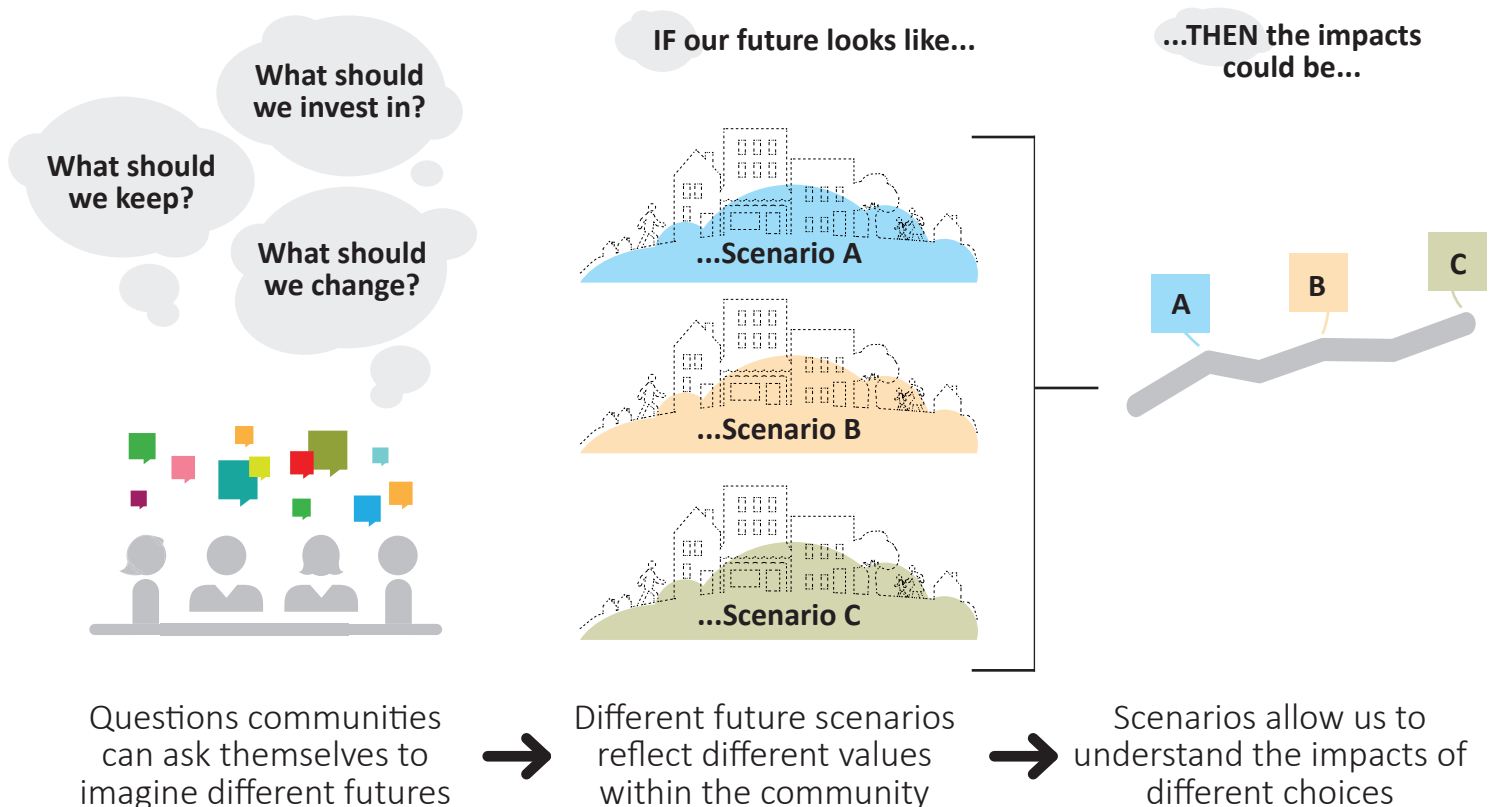 What should
we invest in?
What should
we keep?
What should
we change?
Questions communities
can ask themselves to
imagine different futures
IF our future looks like...
...Scenario A
...Scenario B
...Scenario C
Different future scenarios
reflect different values
within the community
...THEN the impacts
could be...
A
B
C
Scenarios allow us to
understand the impacts of
different choices